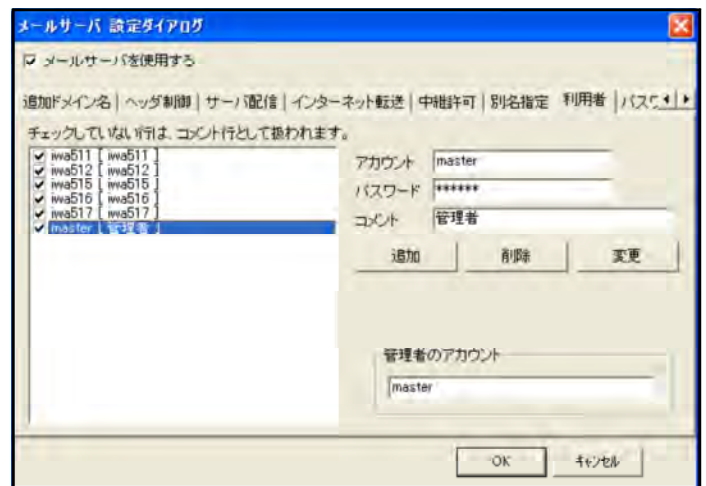 メールサーバ 設定ダイアログ
メールサーバを使用する
追加ドメイン名 ヘッダ制御 サーバ配信 インターネット転送 中継許可 別名指定 利用者 パスワ
チェックしていない行は、コメント行として扱われます。
iwa511 [ iwa511 ]
iwa512 [ iwa512 ]
iwa515 [ iwa515 ]
iwa516 [ iwa516 ]
iwa517 [ iwa517 ]
master [ 管理者 ]
アカウント master
パスワード ******
コメント 管理者
追加 削除 変更
管理者のアカウント
master
OK キャンセル